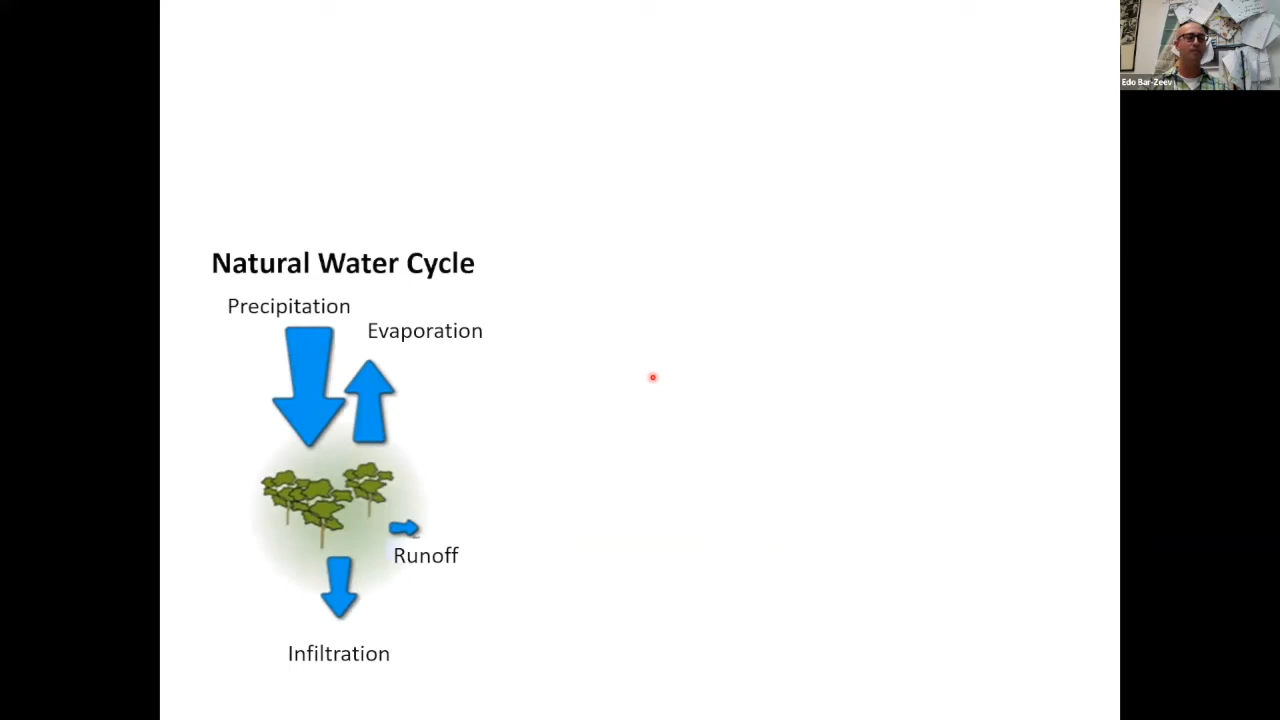 Edo Bar-Zeev
Natural Water Cycle
Precipitation
Evaporation
Runoff
Infiltration